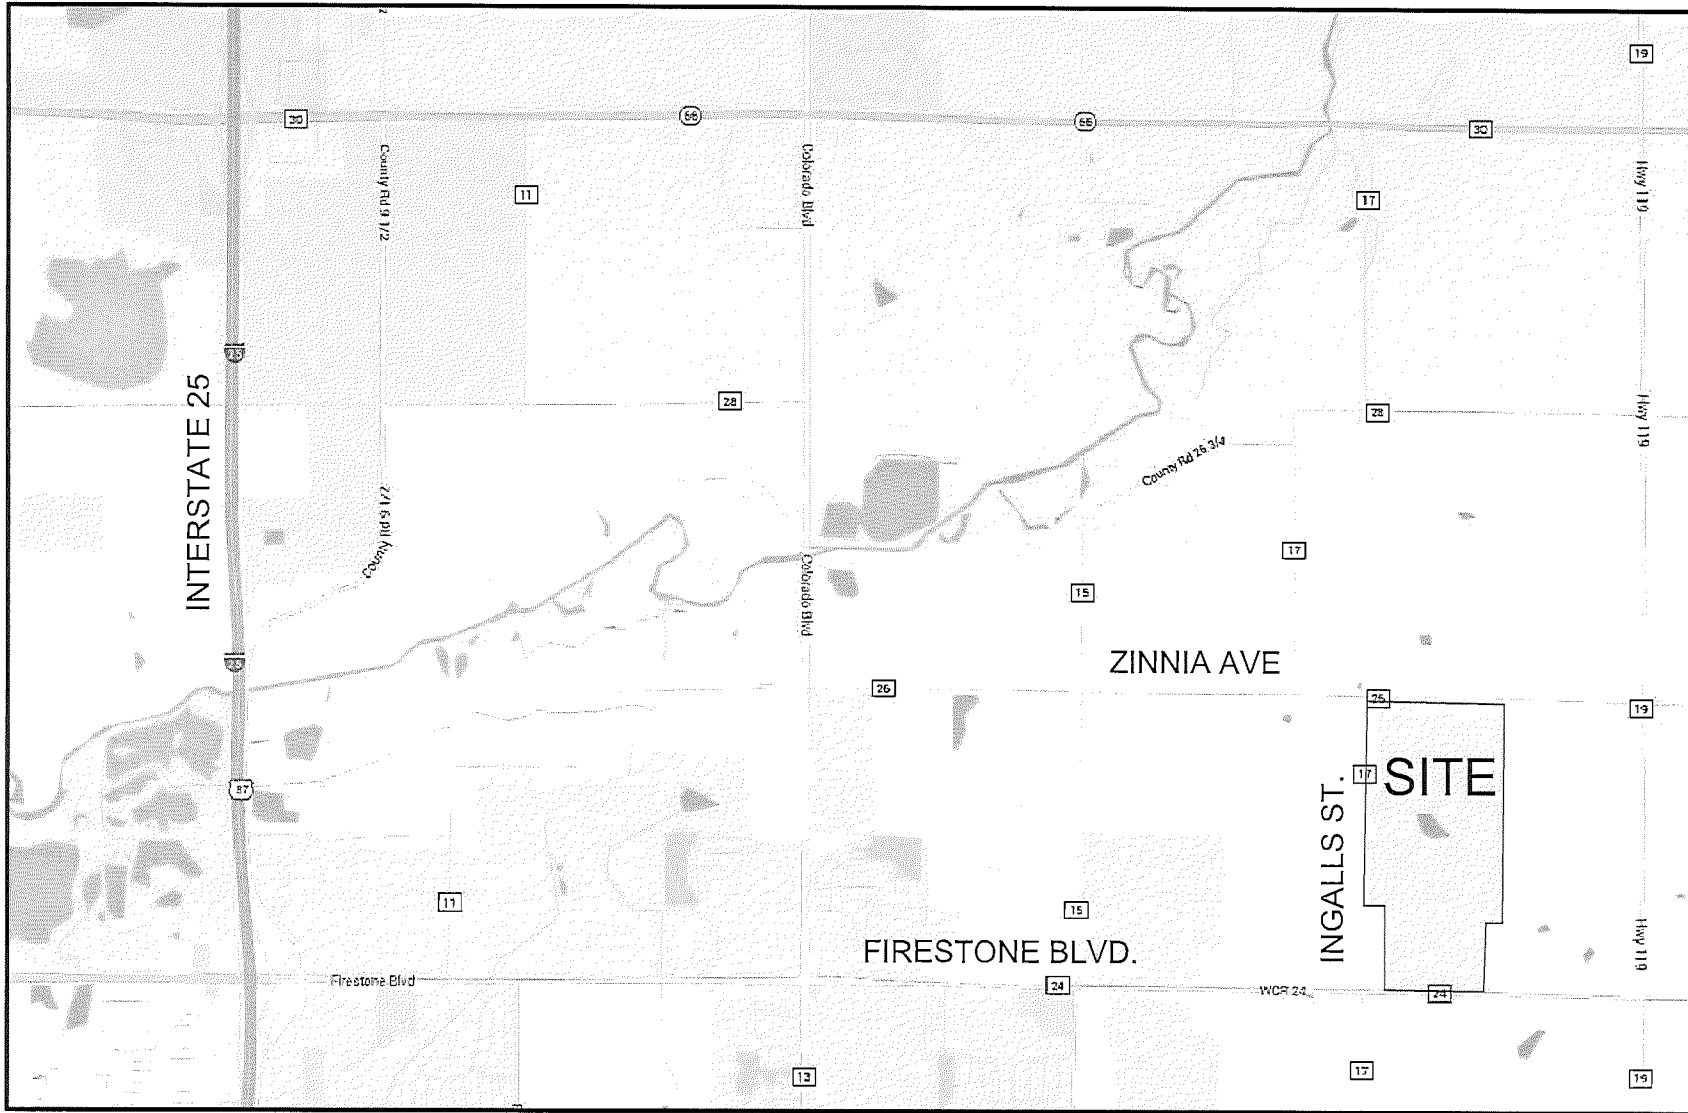 19
30
66
66
30
County Rd 9 1/2
Colorado Blvd
Hwy 119
11
17
INTERSTATE 25
28
28
Hwy 119
County Rd 26 3/4
County Rd 9 1/2
Colorado Blvd
17
15
ZINNIA AVE
26
26
19
87
17
SITE
INGALLS ST.
11
15
FIRESTONE BLVD.
Hwy 119
Firestone Blvd
24
WCR 24
24
17
13
19